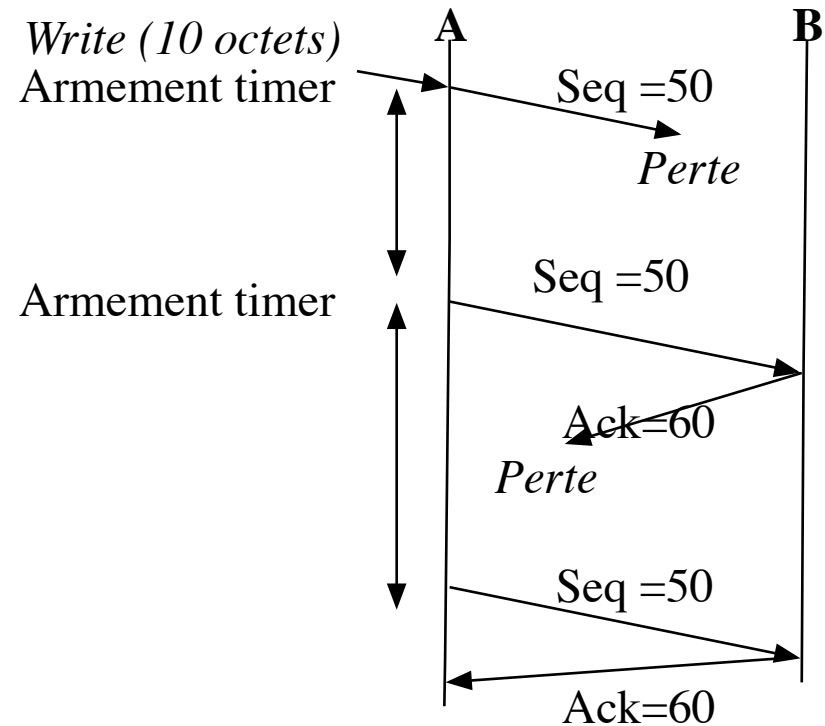 A
B
Write (10 octets)
Armement timer
Seq =50
Perte
Seq =50
Armement timer
Ack=60
Perte
Seq =50
Ack=60